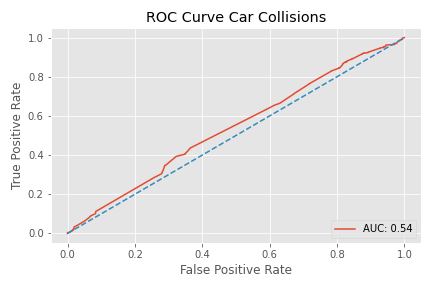 ROC Curve Car Collisions
True Positive Rate
1.0
0.8
0.6
0.4
0.2
0.0
AUC: 0.54
0.0 0.2 0.4 0.6 0.8 1.0
False Positive Rate